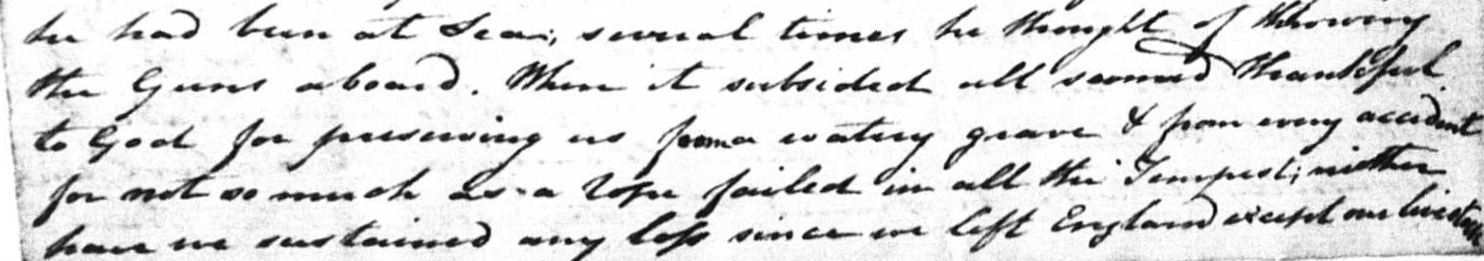 he had been at Sea; several times he thought of throwing
the Guns aboard. When it subsided all seemed thankful
to God for preserving us from a watery grave & from every accident
for not so much as a rope failed in all the Tempest; neither
have we sustained any loss since we left England except our